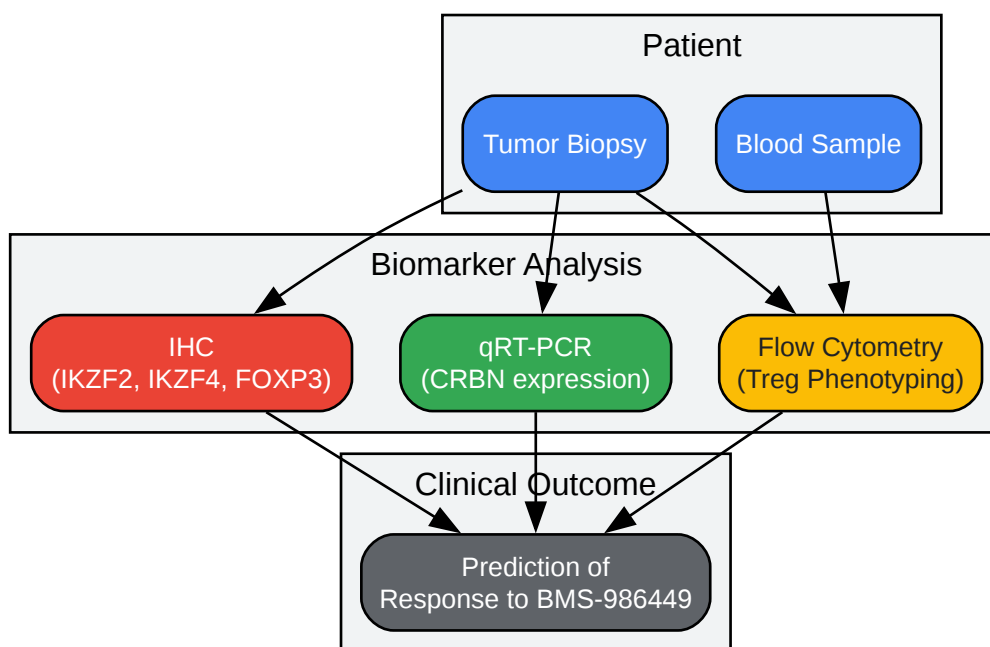 Patient
Tumor Biopsy
Blood Sample
Biomarker Analysis
IHC
(IKZF2, IKZF4, FOXP3)
qRT-PCR
(CRBN expression)
Flow Cytometry
(Treg Phenotyping)
Clinical Outcome
Prediction of
Response to BMS-986449